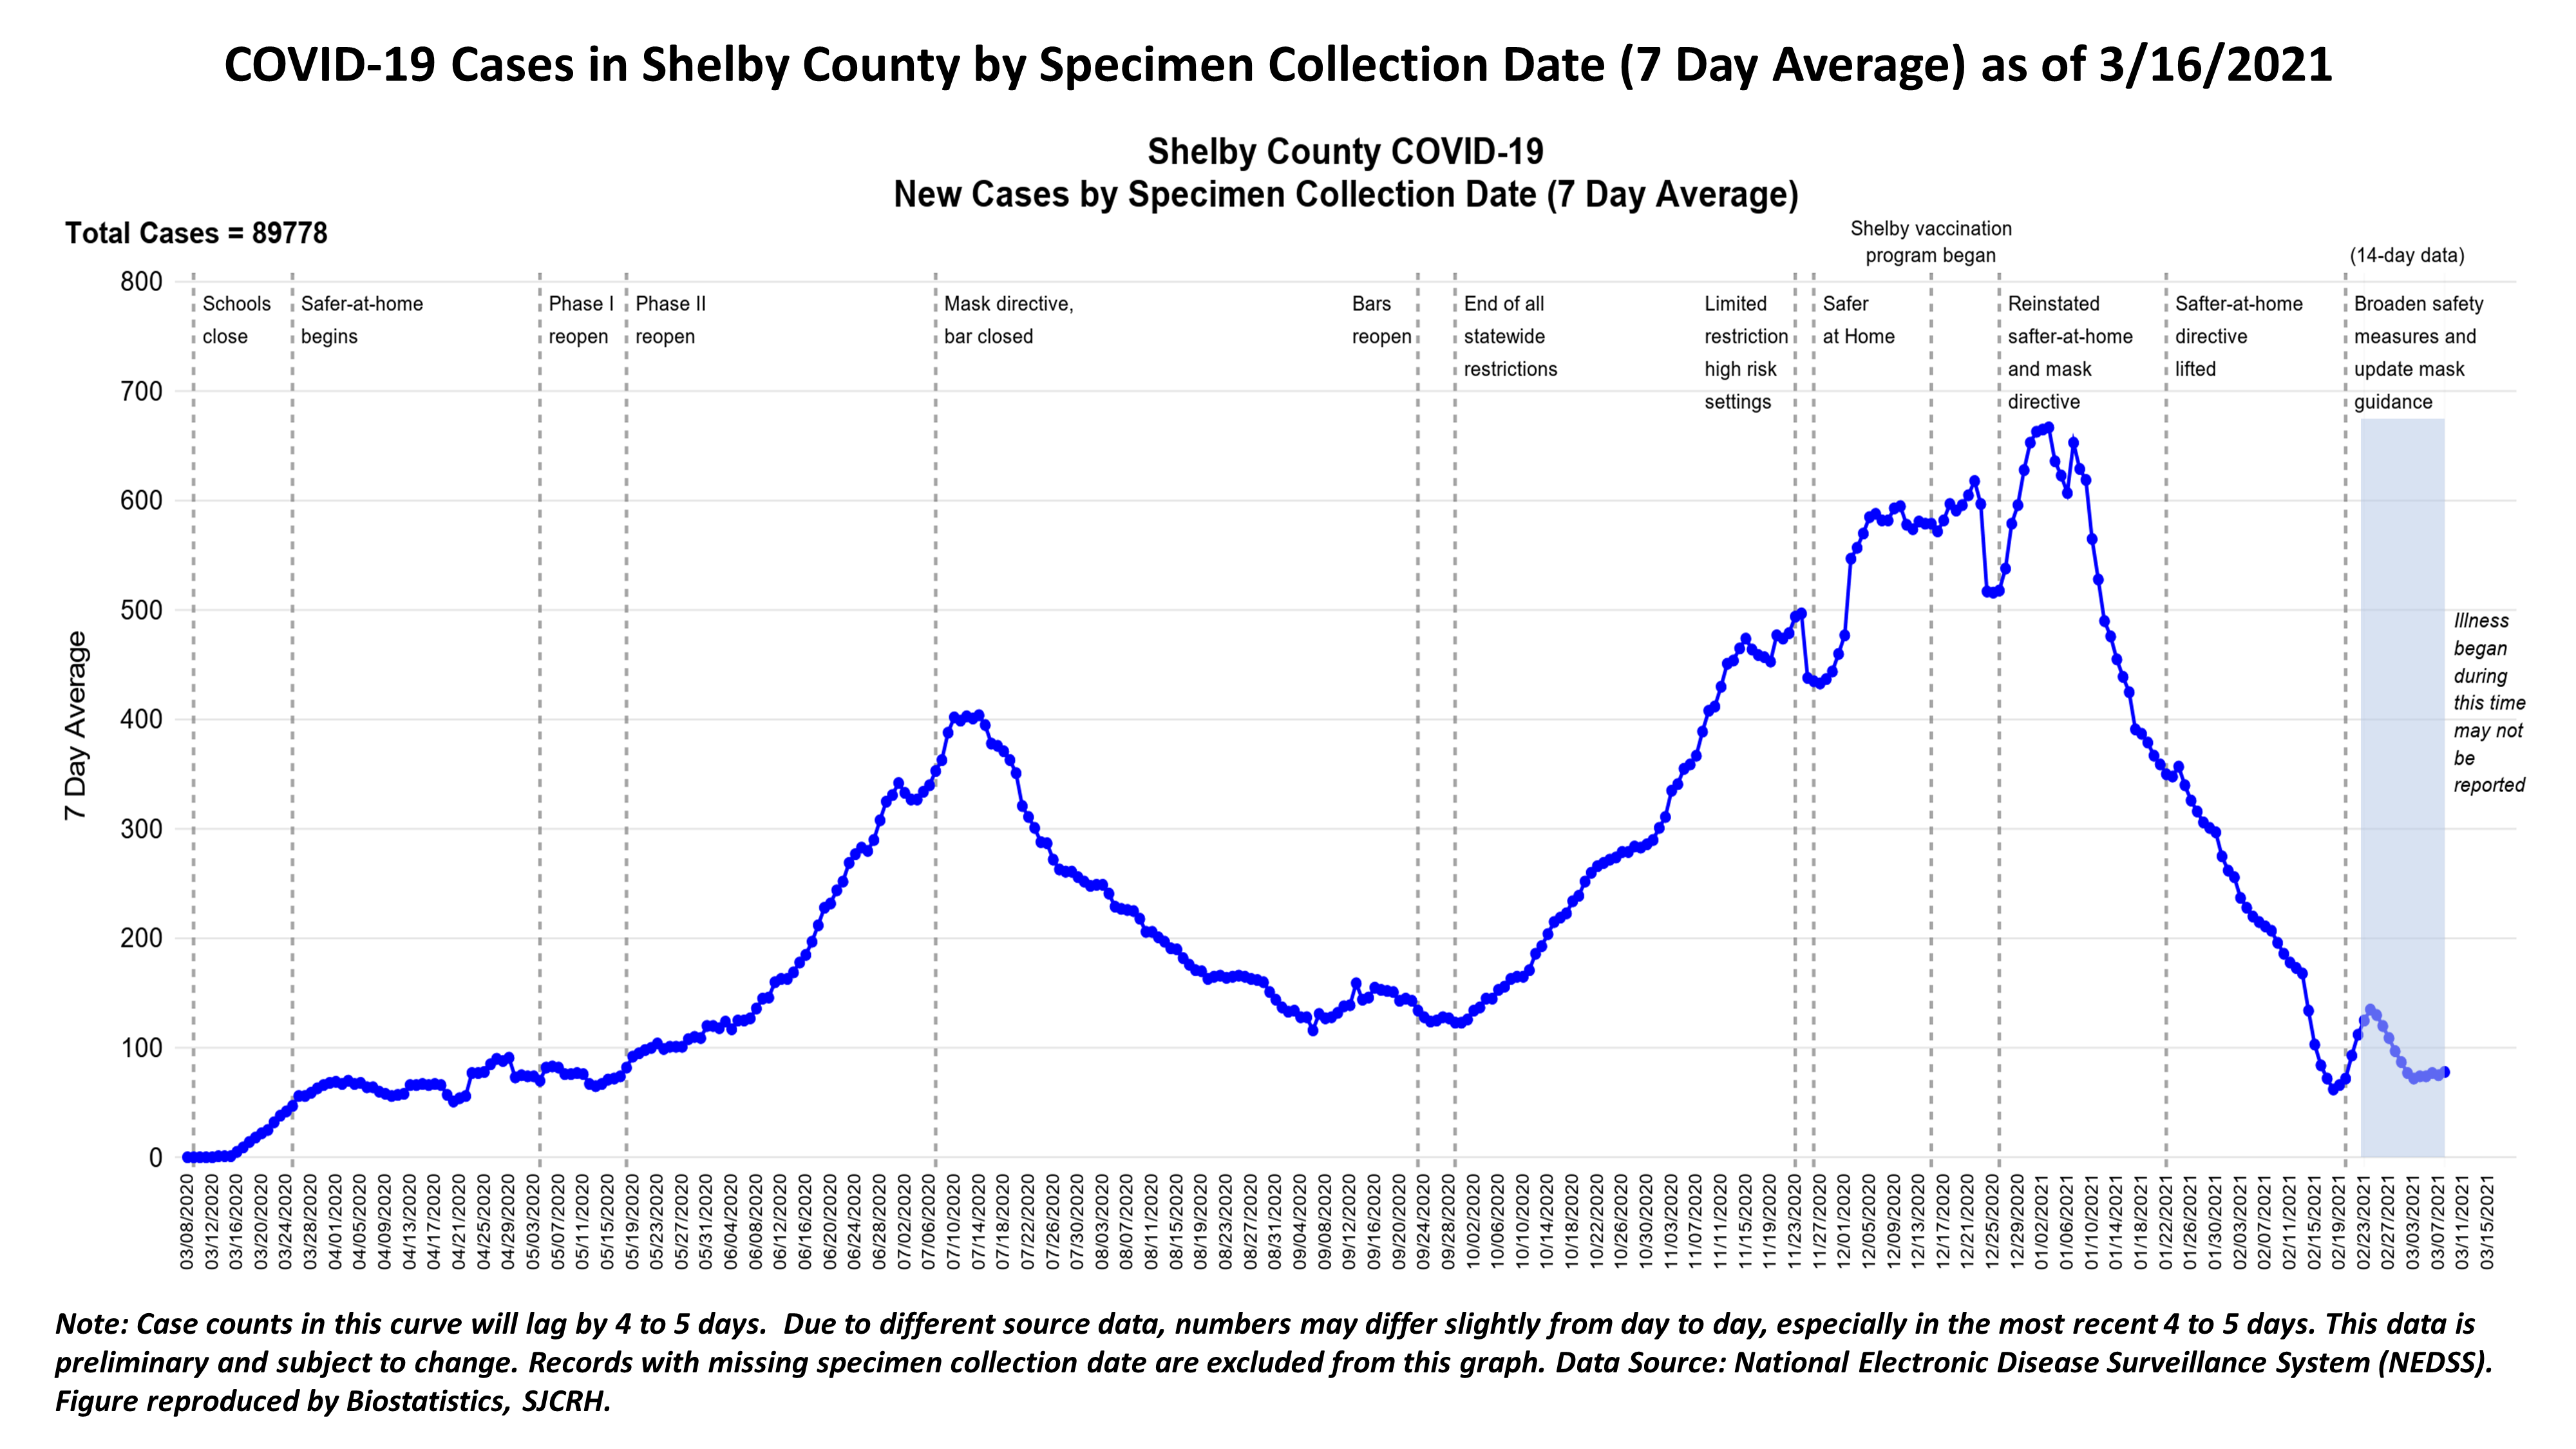 COVID-19 Cases in Shelby County by Specimen Collection Date (7 Day Average) as of 3/16/2021
Shelby County COVID-19
New Cases by Specimen Collection Date (7 Day Average)
Total Cases = 89778
Shelby vaccination
program began
(14-day data)
Schools
close
Safer-at-home
begins
Phase I
reopen
Phase II
reopen
Mask directive,
bar closed
Bars
reopen
End of all
statewide
restrictions
Limited
restriction
high risk
settings
Safer
at Home
Reinstated
safter-at-home
and mask
directive
Safter-at-home
directive
lifted
Broaden safety
measures and
update mask
guidance
Illness
began
during
this time
may not
be
reported
7 Day Average
800
700
600
500
400
300
200
100
0
03/08/2020
03/12/2020
03/16/2020
03/20/2020
03/24/2020
03/28/2020
04/01/2020
04/05/2020
04/09/2020
04/13/2020
04/17/2020
04/21/2020
04/25/2020
04/29/2020
05/03/2020
05/07/2020
05/11/2020
05/15/2020
05/19/2020
05/23/2020
05/27/2020
05/31/2020
06/04/2020
06/08/2020
06/12/2020
06/16/2020
06/20/2020
06/24/2020
06/28/2020
07/02/2020
07/06/2020
07/10/2020
07/14/2020
07/18/2020
07/22/2020
07/26/2020
07/30/2020
08/03/2020
08/07/2020
08/11/2020
08/15/2020
08/19/2020
08/23/2020
08/27/2020
08/31/2020
09/04/2020
09/08/2020
09/12/2020
09/16/2020
09/20/2020
09/24/2020
09/28/2020
10/02/2020
10/06/2020
10/10/2020
10/14/2020
10/18/2020
10/22/2020
10/26/2020
10/30/2020
11/03/2020
11/07/2020
11/11/2020
11/15/2020
11/19/2020
11/23/2020
11/27/2020
12/01/2020
12/05/2020
12/09/2020
12/13/2020
12/17/2020
12/21/2020
12/25/2020
12/29/2020
01/02/2021
01/06/2021
01/10/2021
01/14/2021
01/18/2021
01/22/2021
01/26/2021
01/30/2021
02/03/2021
02/07/2021
02/11/2021
02/15/2021
02/19/2021
02/23/2021
02/27/2021
03/03/2021
03/07/2021
03/11/2021
03/15/2021
Note: Case counts in this curve will lag by 4 to 5 days.  Due to different source data, numbers may differ slightly from day to day, especially in the most recent 4 to 5 days. This data is
preliminary and subject to change. Records with missing specimen collection date are excluded from this graph. Data Source: National Electronic Disease Surveillance System (NEDSS).
Figure reproduced by Biostatistics, SJCRH.